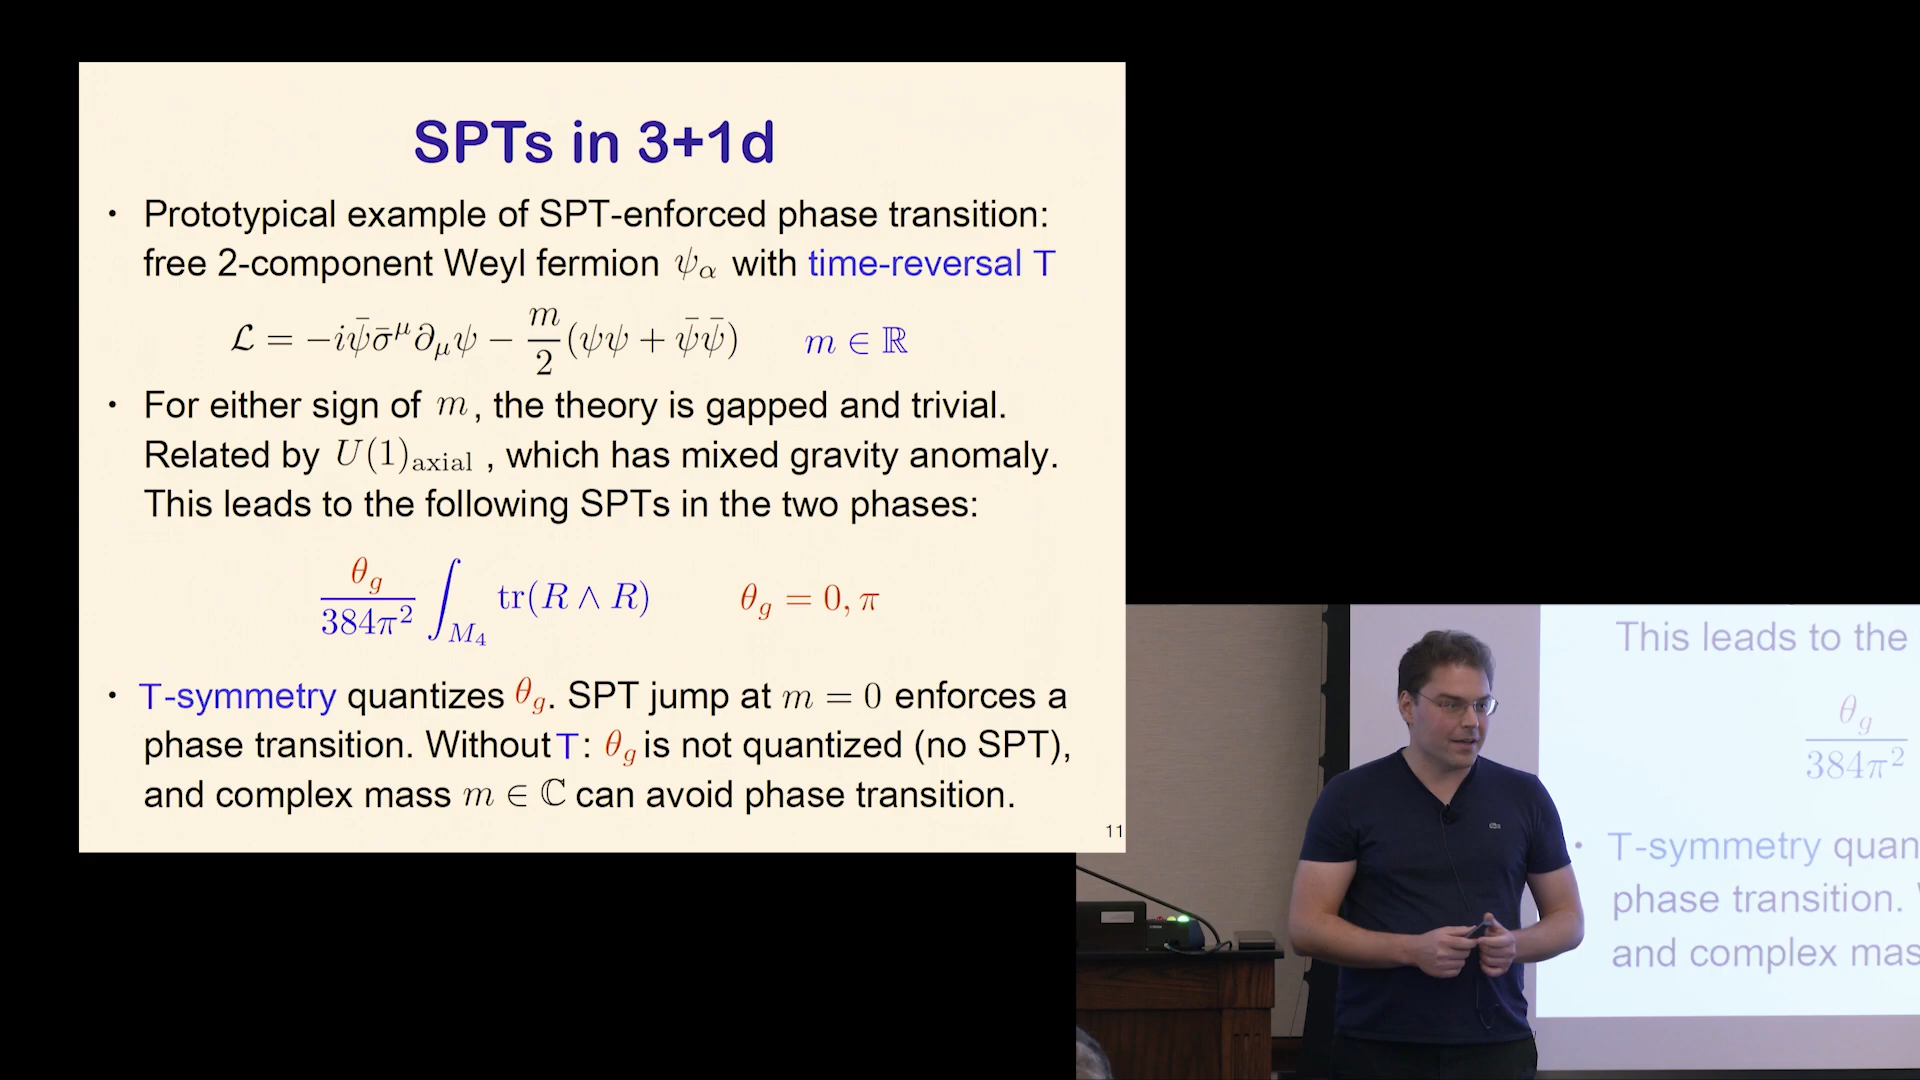 SPTs in 3+1d
• Prototypical example of SPT-enforced phase transition:
free 2-component Weyl fermion ψ_α with time-reversal T
ℒ = −iψ̄σ̄^μ∂_μψ − m/2(ψψ + ψ̄ψ̄)   m ∈ ℝ
• For either sign of m, the theory is gapped and trivial.
Related by U(1)_axial , which has mixed gravity anomaly.
This leads to the following SPTs in the two phases:
θ_g/384π² ∫_M₄ tr(R ∧ R)   θ_g = 0, π
• T-symmetry quantizes θ_g. SPT jump at m = 0 enforces a
phase transition. Without T: θ_g is not quantized (no SPT),
and complex mass m ∈ ℂ can avoid phase transition.
11
This leads to the
θ_g/384π²
• T-symmetry quan
phase transition.
and complex mas